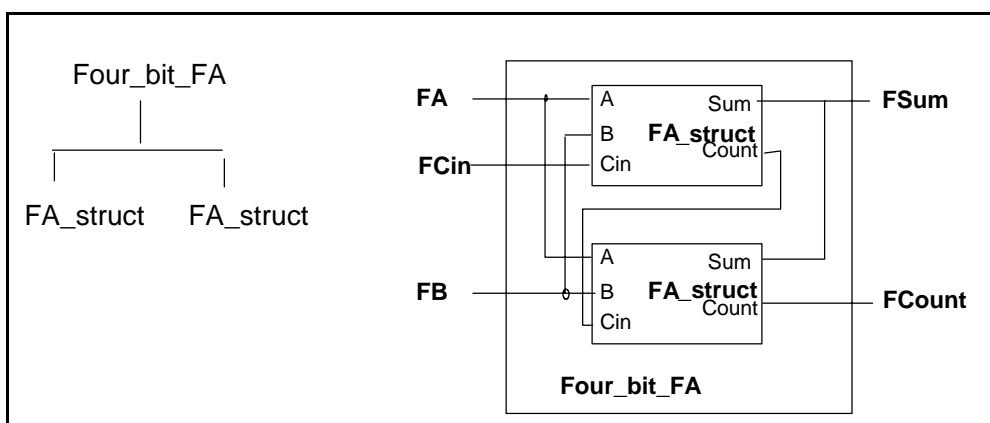 Four_bit_FA
FA_struct FA_struct
FA
FCin
FB
A
B
Cin
Sum
FA_struct
Count
A
B
Cin
Sum
FA_struct
Count
FSum
FCount
Four_bit_FA